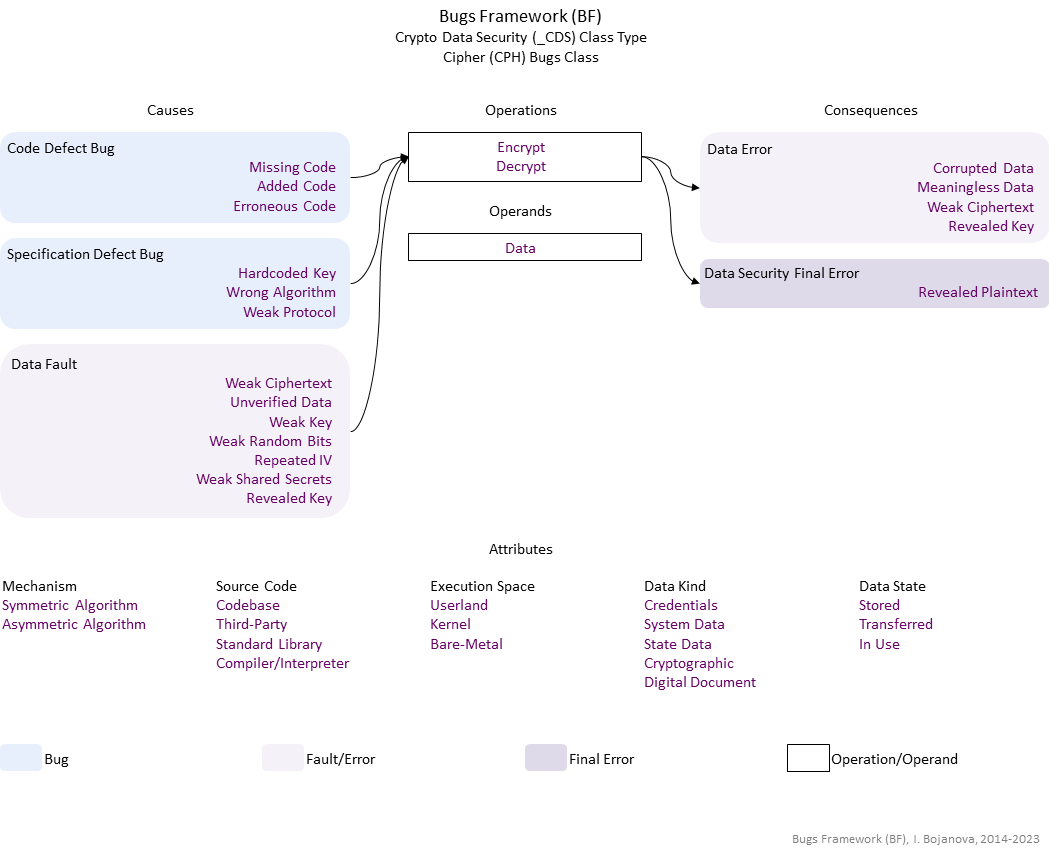 Bugs Framework (BF)
Crypto Data Security (_CDS) Class Type
Cipher (CPH) Bugs Class
Causes
Code Defect Bug
Missing Code
Added Code
Erroneous Code
Specification Defect Bug
Hardcoded Key
Wrong Algorithm
Weak Protocol
Data Fault
Weak Ciphertext
Unverified Data
Weak Key
Weak Random Bits
Repeated IV
Weak Shared Secrets
Revealed Key
Operations
Encrypt
Decrypt
Operands
Data
Consequences
Data Error
Corrupted Data
Meaningless Data
Weak Ciphertext
Revealed Key
Data Security Final Error
Revealed Plaintext
Attributes
Mechanism
Symmetric Algorithm
Asymmetric Algorithm
Source Code
Codebase
Third-Party
Standard Library
Compiler/Interpreter
Execution Space
Userland
Kernel
Bare-Metal
Data Kind
Credentials
System Data
State Data
Cryptographic
Digital Document
Data State
Stored
Transferred
In Use
Bug
Fault/Error
Final Error
Operation/Operand
Bugs Framework (BF), I. Bojanova, 2014-2023